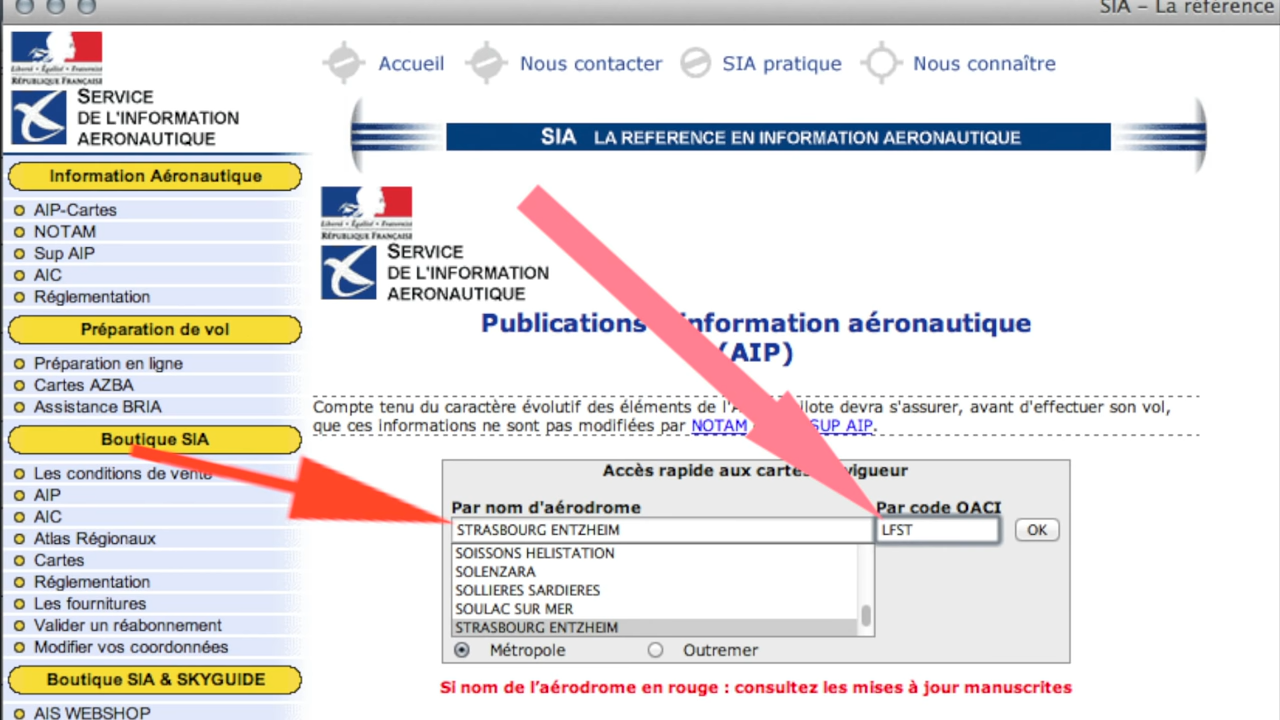 SIA – La référence
Liberté • Égalité • Fraternité
RÉPUBLIQUE FRANÇAISE
SERVICE
DE L'INFORMATION
AERONAUTIQUE
Accueil
Nous contacter
SIA pratique
Nous connaître
SIA LA REFERENCE EN INFORMATION AERONAUTIQUE
Information Aéronautique
AIP-Cartes
NOTAM
Sup AIP
AIC
Réglementation
Préparation de vol
Préparation en ligne
Cartes AZBA
Assistance BRIA
Boutique SIA
Les conditions de vente
AIP
AIC
Atlas Régionaux
Cartes
Réglementation
Les fournitures
Valider un réabonnement
Modifier vos coordonnées
Boutique SIA & SKYGUIDE
AIS WEBSHOP
Liberté • Égalité • Fraternité
RÉPUBLIQUE FRANÇAISE
SERVICE
DE L'INFORMATION
AERONAUTIQUE
Publications information aéronautique
(AIP)
Compte tenu du caractère évolutif des éléments de l'A pilote devra s'assurer, avant d'effectuer son vol,
que ces informations ne sont pas modifiées par NOTAM SUP AIP.
Accès rapide aux cartes vigueur
Par nom d'aérodrome
Par code OACI
STRASBOURG ENTZHEIM
LFST
OK
SOISSONS HELISTATION
SOLENZARA
SOLLIERES SARDIERES
SOULAC SUR MER
STRASBOURG ENTZHEIM
Métropole
Outremer
Si nom de l’aérodrome en rouge : consultez les mises à jour manuscrites